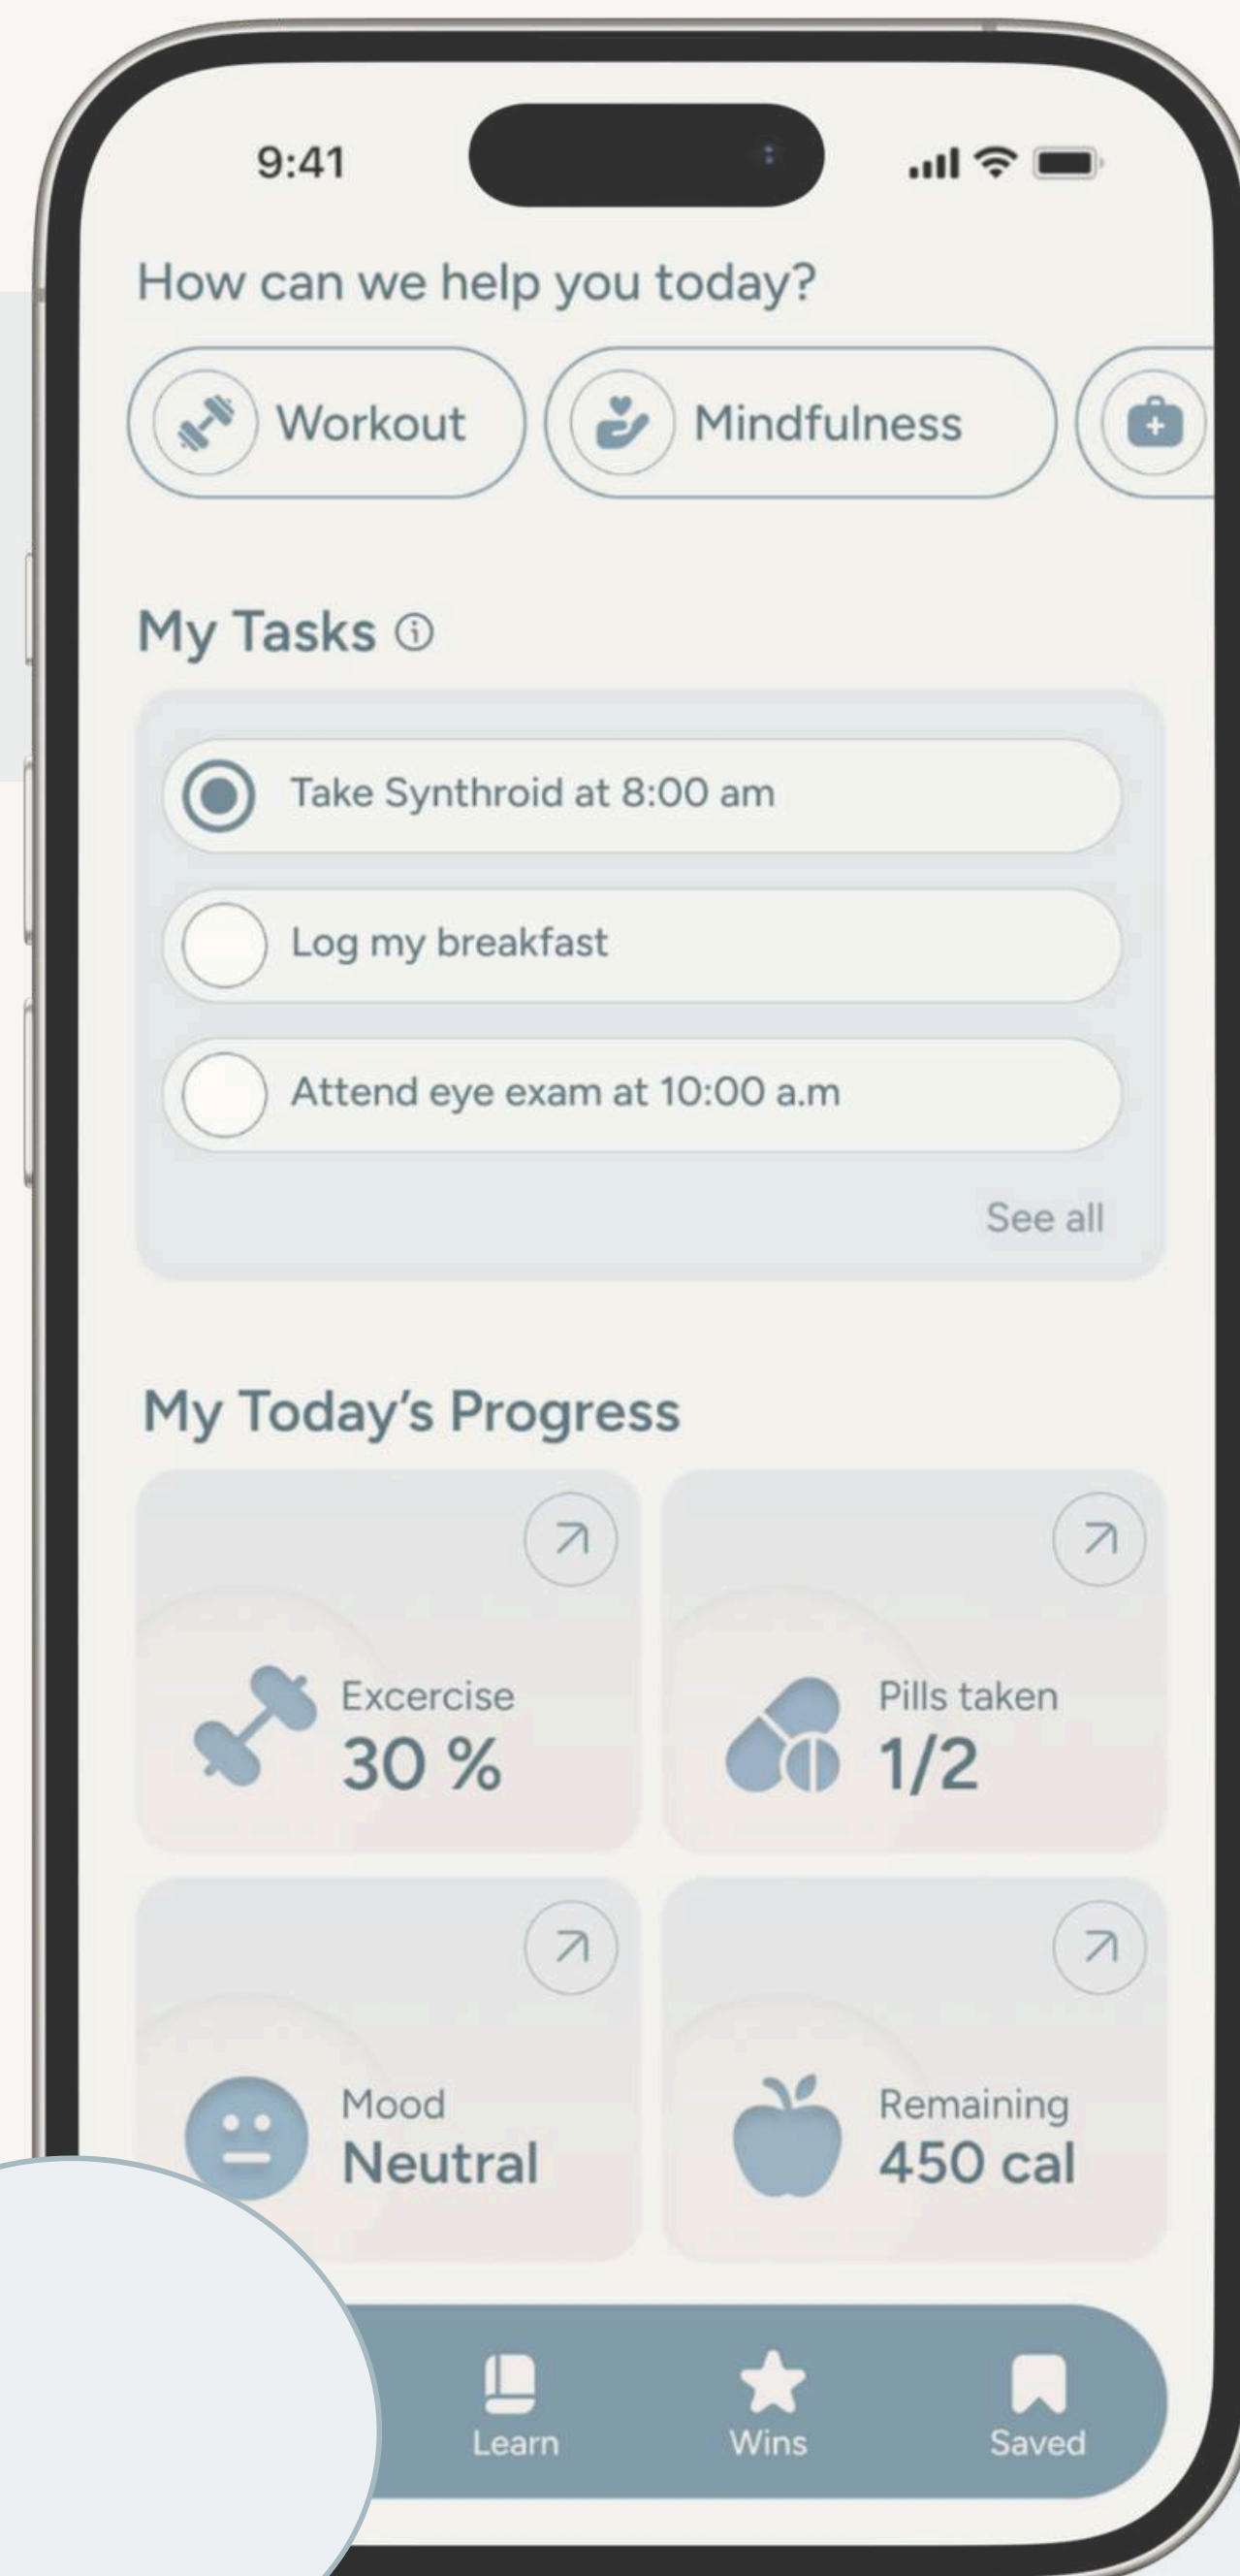 9:41
How can we help you today?
Workout
Mindfulness
My Tasks
Take Synthroid at 8:00 am
Log my breakfast
Attend eye exam at 10:00 a.m
See all
My Today’s Progress
Excercise
30 %
Pills taken
1/2
Mood
Neutral
Remaining
450 cal
Learn
Wins
Saved